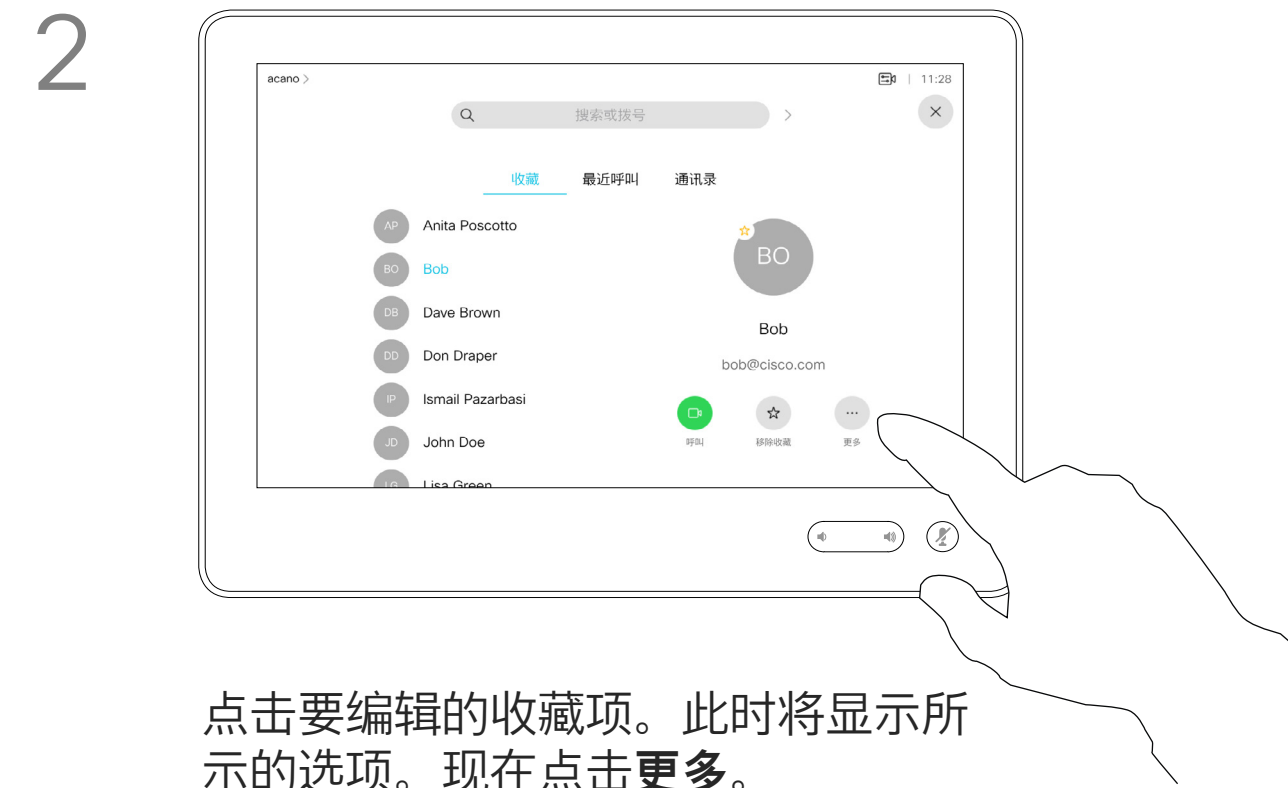 2
acano >
11:28
搜索或拨号
收藏 最近呼叫 通讯录
AP Anita Poscotto
BO Bob
DB Dave Brown
DD Don Draper
IP Ismail Pazarbasi
JD John Doe
LG Lisa Green
BO
Bob
bob@cisco.com
呼叫 移除收藏 更多
点击要编辑的收藏项。此时将显示所
示的选项。现在点击更多。